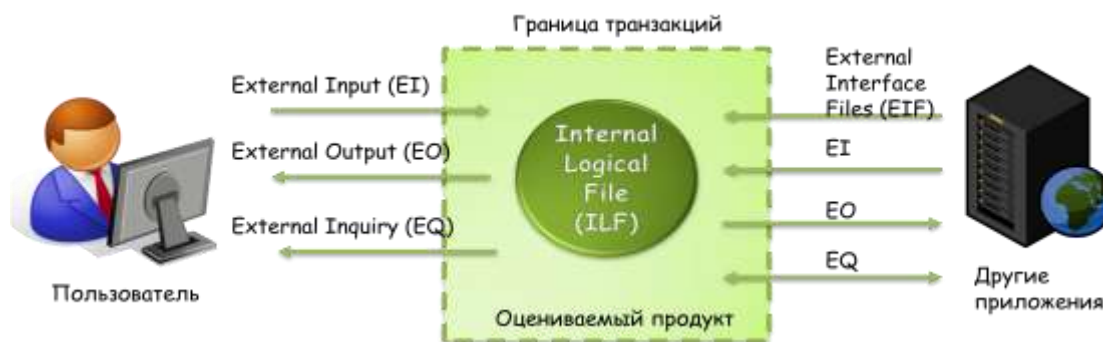 Граница транзакций
External Input (EI)
External Output (EO)
External Inquiry (EQ)
Пользователь
Internal
Logical
File
(ILF)
Оцениваемый продукт
External
Interface
Files (EIF)
EI
EO
EQ
Другие
приложения